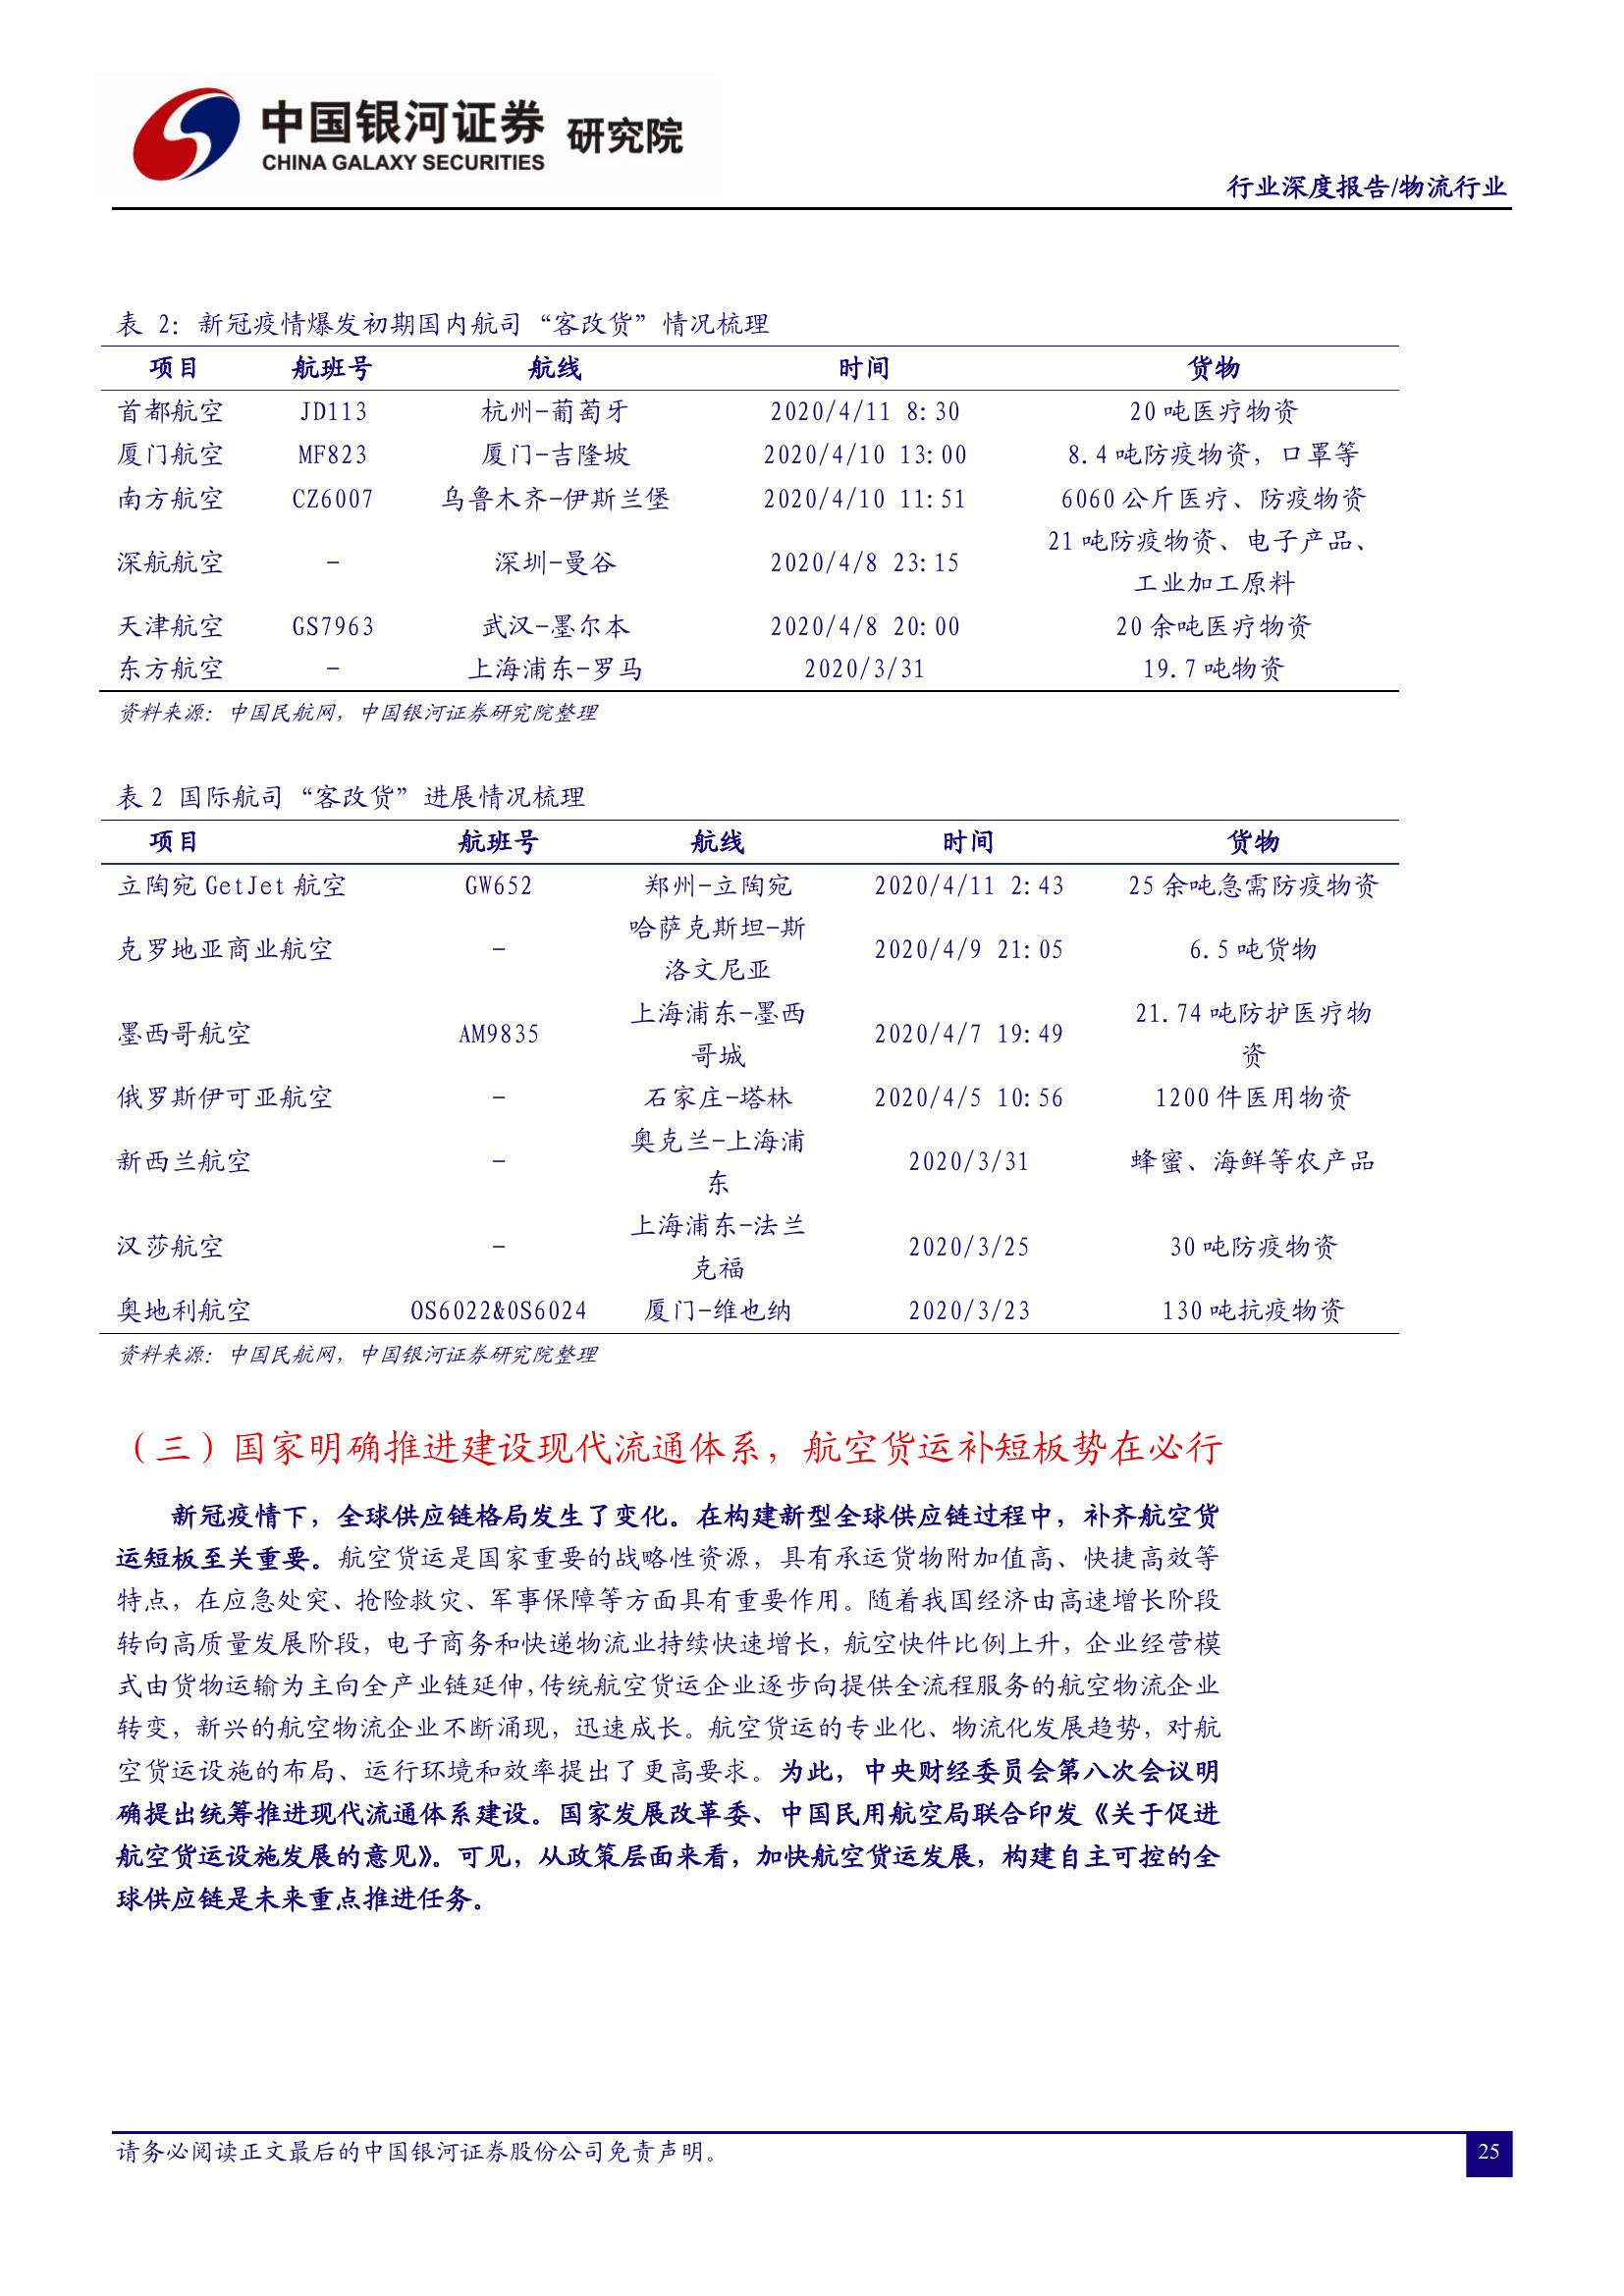 中国银河证券 研究院
CHINA GALAXY SECURITIES
行业深度报告/物流行业
表 2：新冠疫情爆发初期国内航司“客改货”情况梳理
项目 航班号 航线 时间 货物
首都航空 JD113 杭州-葡萄牙 2020/4/11 8:30 20 吨医疗物资
厦门航空 MF823 厦门-吉隆坡 2020/4/10 13:00 8.4 吨防疫物资，口罩等
南方航空 CZ6007 乌鲁木齐-伊斯兰堡 2020/4/10 11:51 6060 公斤医疗、防疫物资
深航航空 - 深圳-曼谷 2020/4/8 23:15 21 吨防疫物资、电子产品、
工业加工原料
天津航空 GS7963 武汉-墨尔本 2020/4/8 20:00 20 余吨医疗物资
东方航空 - 上海浦东-罗马 2020/3/31 19.7 吨物资
资料来源：中国民航网，中国银河证券研究院整理
表 2 国际航司“客改货”进展情况梳理
项目 航班号 航线 时间 货物
立陶宛 GetJet 航空 GW652 郑州-立陶宛 2020/4/11 2:43 25 余吨急需防疫物资
克罗地亚商业航空 - 哈萨克斯坦-斯 2020/4/9 21:05 6.5 吨货物
洛文尼亚
墨西哥航空 AM9835 上海浦东-墨西 2020/4/7 19:49 21.74 吨防护医疗物
哥城 资
俄罗斯伊可亚航空 - 石家庄-塔林 2020/4/5 10:56 1200 件医用物资
新西兰航空 - 奥克兰-上海浦 2020/3/31 蜂蜜、海鲜等农产品
东
汉莎航空 - 上海浦东-法兰 2020/3/25 30 吨防疫物资
克福
奥地利航空 OS6022&OS6024 厦门-维也纳 2020/3/23 130 吨抗疫物资
资料来源：中国民航网，中国银河证券研究院整理
（三）国家明确推进建设现代流通体系，航空货运补短板势在必行
新冠疫情下，全球供应链格局发生了变化。在构建新型全球供应链过程中，补齐航空货
运短板至关重要。航空货运是国家重要的战略性资源，具有承运货物附加值高、快捷高效等
特点，在应急处突、抢险救灾、军事保障等方面具有重要作用。随着我国经济由高速增长阶段
转向高质量发展阶段，电子商务和快递物流业持续快速增长，航空快件比例上升，企业经营模
式由货物运输为主向全产业链延伸，传统航空货运企业逐步向提供全流程服务的航空物流企业
转变，新兴的航空物流企业不断涌现，迅速成长。航空货运的专业化、物流化发展趋势，对航
空货运设施的布局、运行环境和效率提出了更高要求。为此，中央财经委员会第八次会议明
确提出统筹推进现代流通体系建设。国家发展改革委、中国民用航空局联合印发《关于促进
航空货运设施发展的意见》。可见，从政策层面来看，加快航空货运发展，构建自主可控的全
球供应链是未来重点推进任务。
请务必阅读正文最后的中国银河证券股份公司免责声明。
25